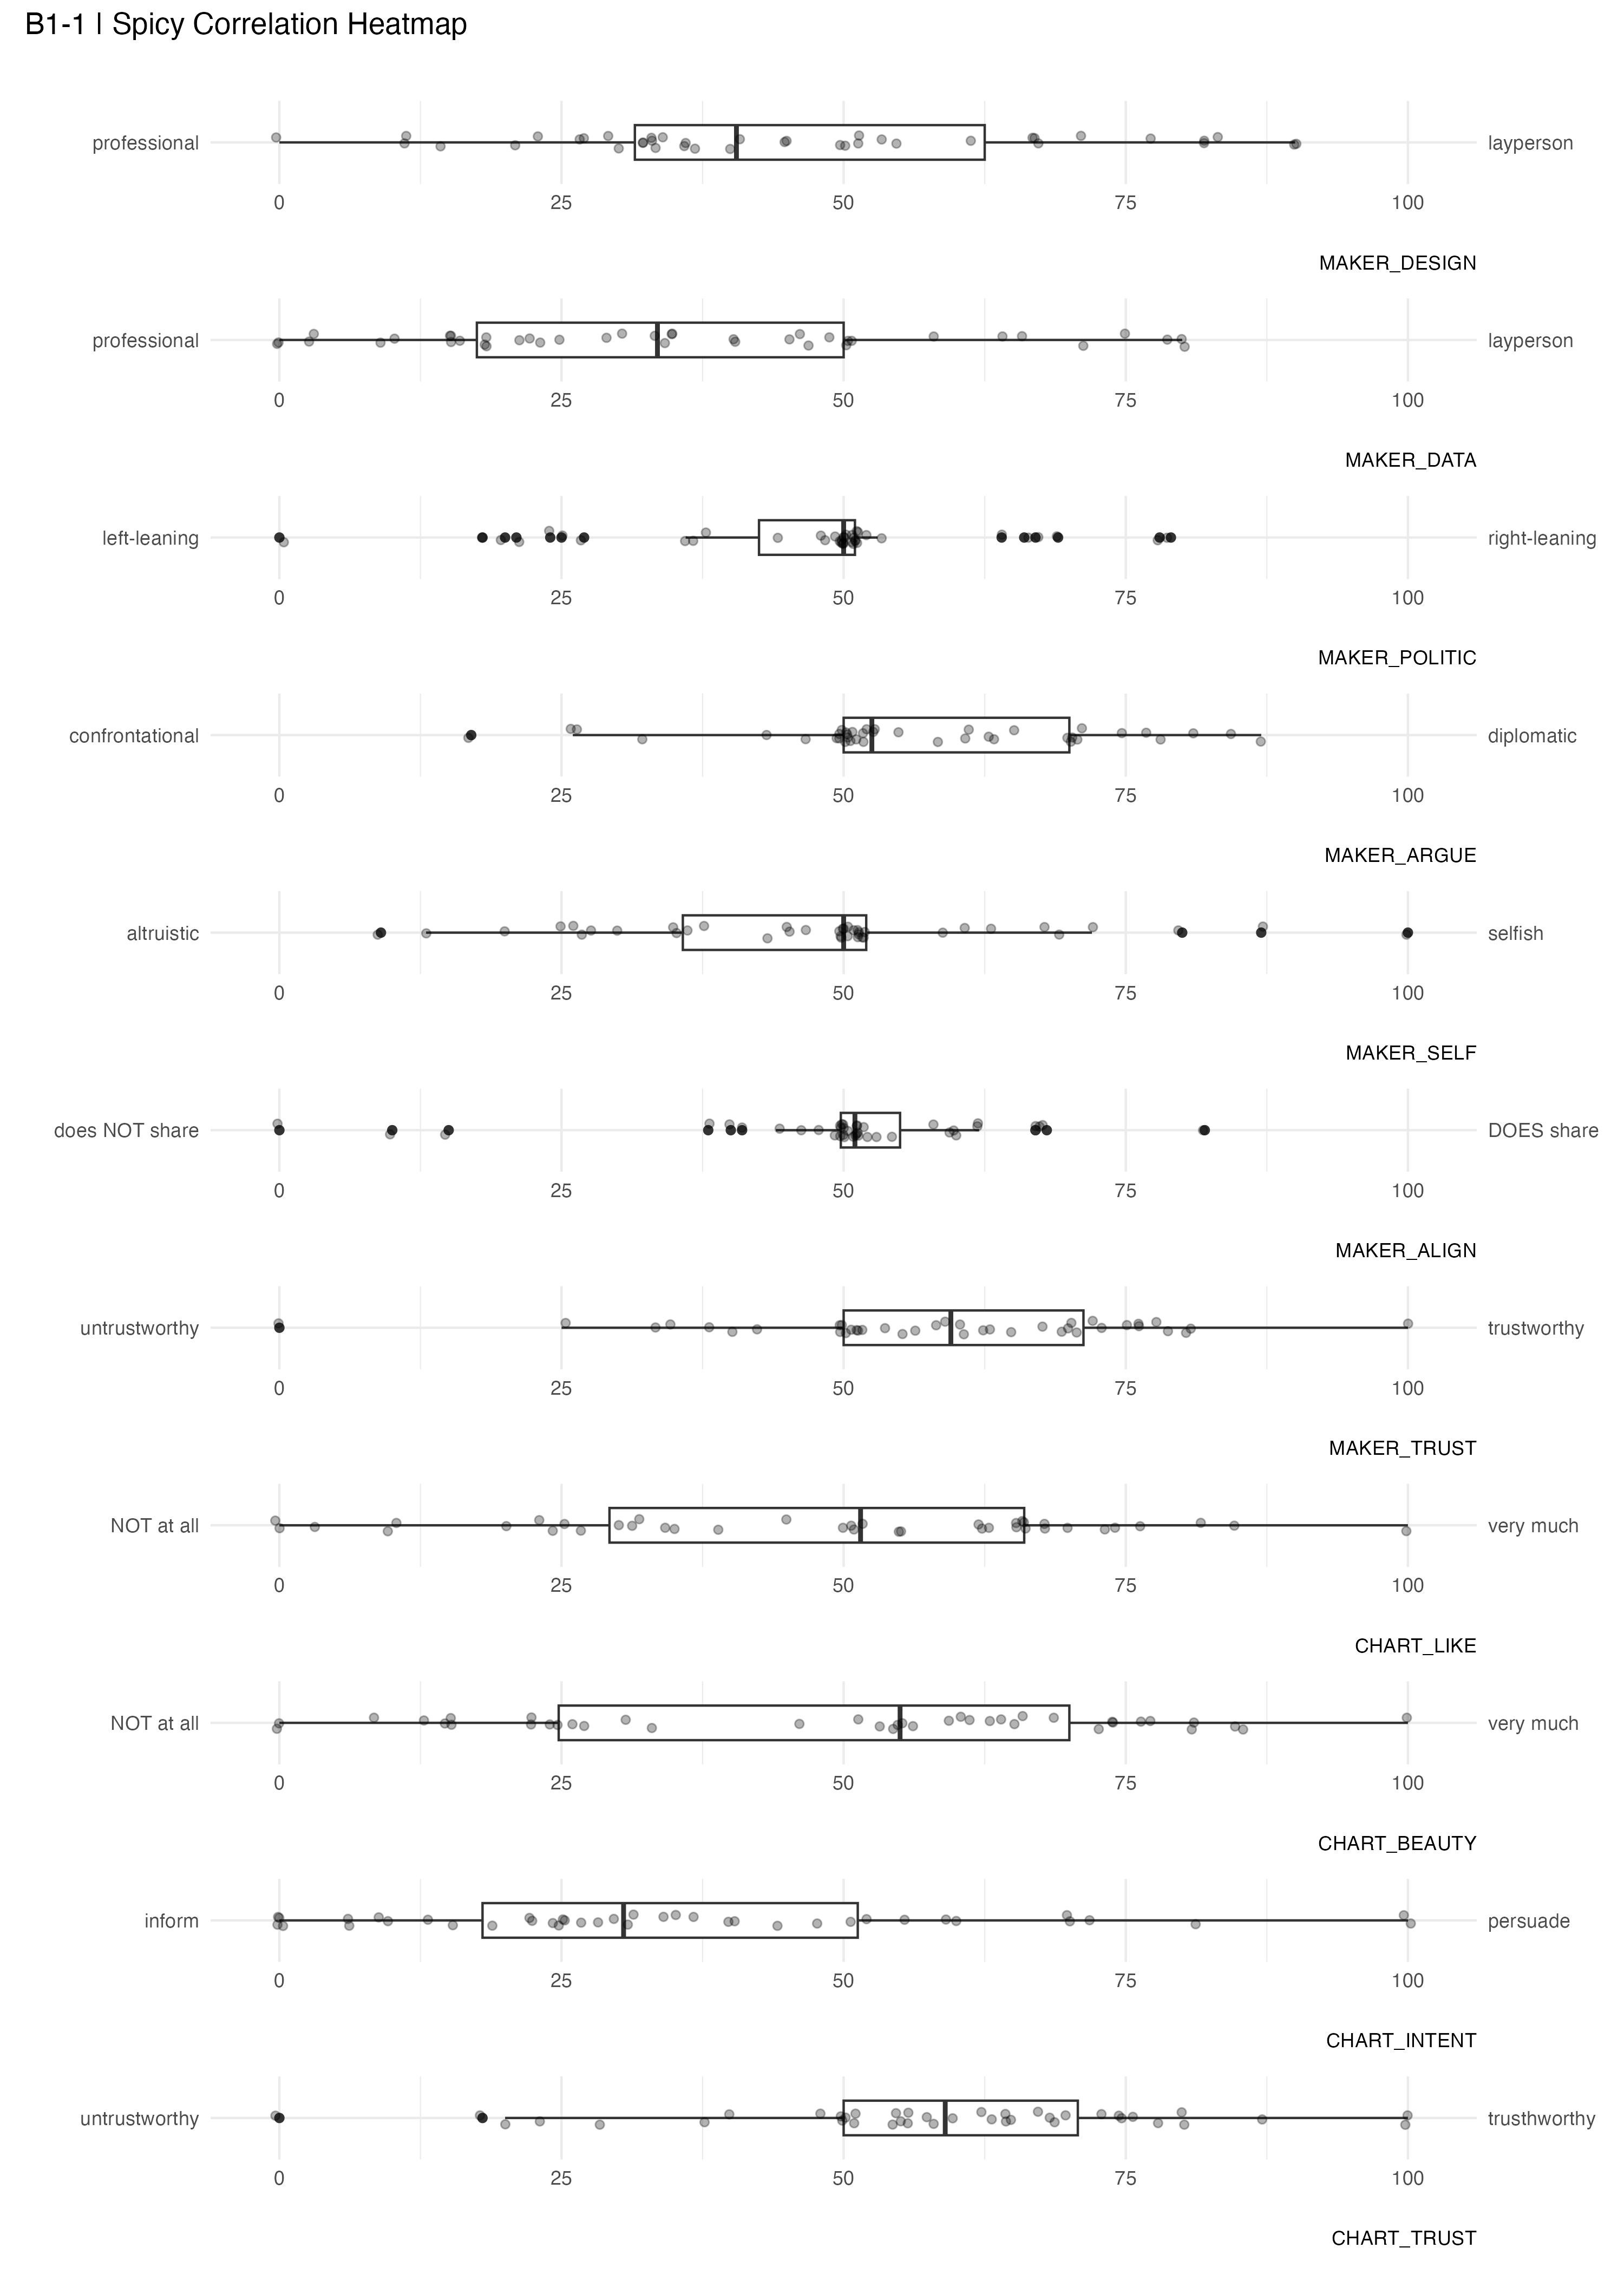 B1-1 | Spicy Correlation Heatmap
professional layperson
0 25 50 75 100
MAKER_DESIGN
professional layperson
0 25 50 75 100
MAKER_DATA
left-leaning right-leaning
0 25 50 75 100
MAKER_POLITIC
confrontational diplomatic
0 25 50 75 100
MAKER_ARGUE
altruistic selfish
0 25 50 75 100
MAKER_SELF
does NOT share DOES share
0 25 50 75 100
MAKER_ALIGN
untrustworthy trustworthy
0 25 50 75 100
MAKER_TRUST
NOT at all very much
0 25 50 75 100
CHART_LIKE
NOT at all very much
0 25 50 75 100
CHART_BEAUTY
inform persuade
0 25 50 75 100
CHART_INTENT
untrustworthy trusthworthy
0 25 50 75 100
CHART_TRUST